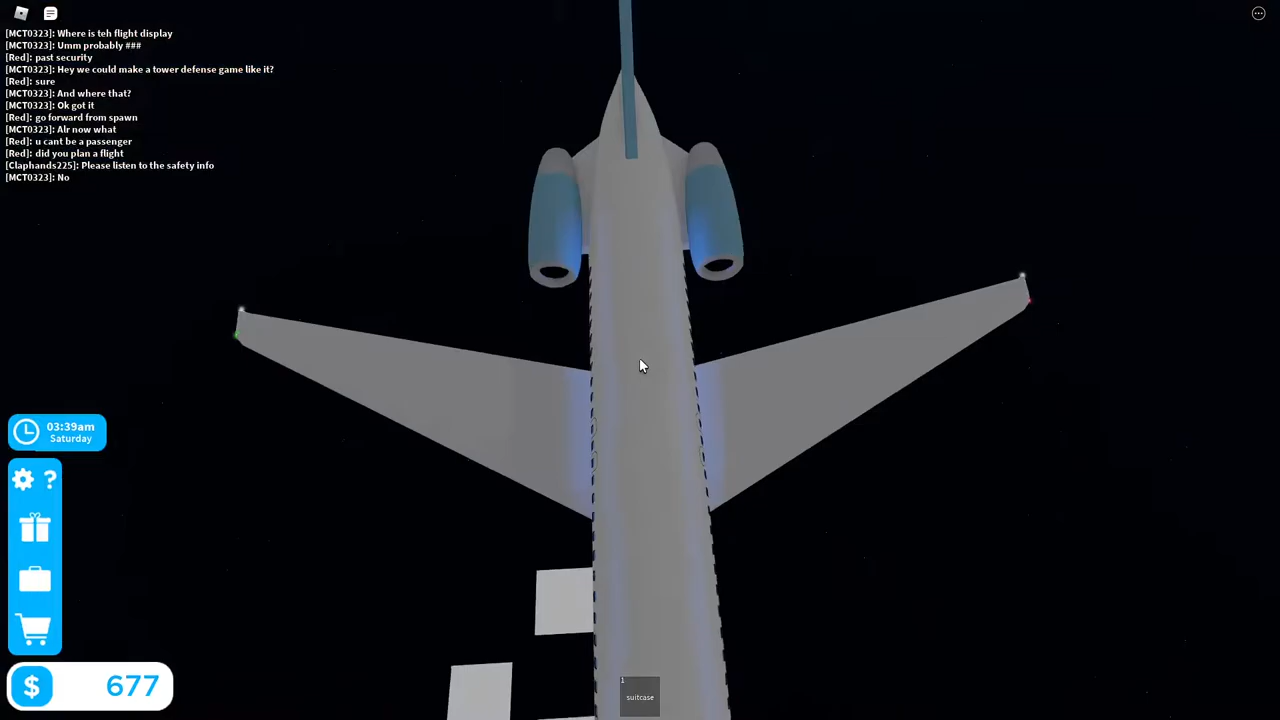 [MCT0323]: Where is teh flight display
[MCT0323]: Umm probably ###
[Red]: past security
[MCT0323]: Hey we could make a tower defense game like it?
[Red]: sure
[MCT0323]: And where that?
[MCT0323]: Ok got it
[Red]: go forward from spawn
[MCT0323]: Alr now what
[Red]: u cant be a passenger
[Red]: did you plan a flight
[Claphands225]: Please listen to the safety info
[MCT0323]: No
03:39am
Saturday
?
$ 677
1
suitcase